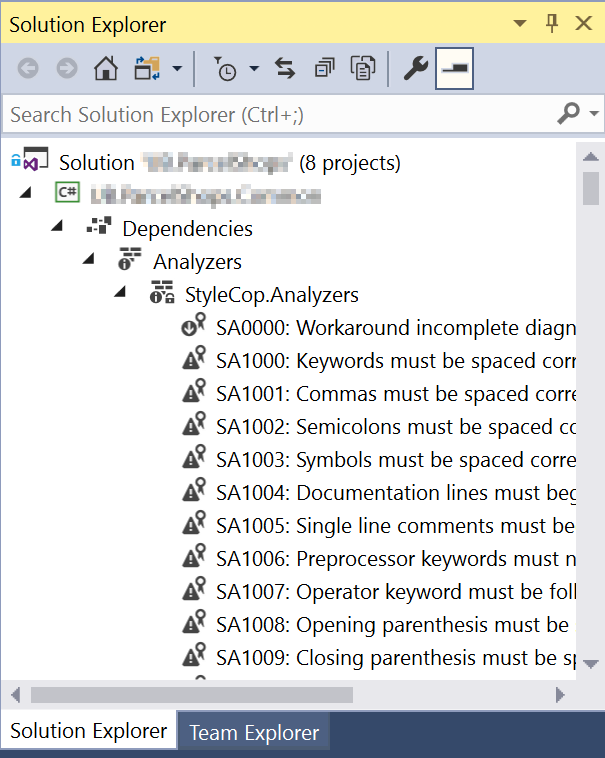 Solution Explorer
Search Solution Explorer (Ctrl+;)
Solution (8 projects)
C#
Dependencies
Analyzers
StyleCop.Analyzers
SA0000: Workaround incomplete diagn
SA1000: Keywords must be spaced corr
SA1001: Commas must be spaced corre
SA1002: Semicolons must be spaced co
SA1003: Symbols must be spaced corre
SA1004: Documentation lines must beg
SA1005: Single line comments must be
SA1006: Preprocessor keywords must n
SA1007: Operator keyword must be foll
SA1008: Opening parenthesis must be
SA1009: Closing parenthesis must be sp
Solution Explorer Team Explorer